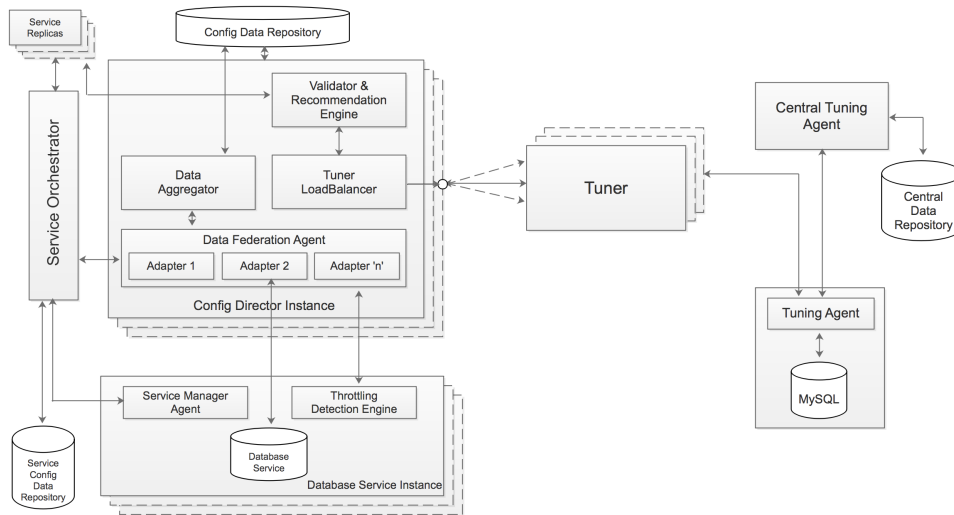 Service
Replicas
Config Data Repository
Validator &
Recommendation
Engine
Central Tuning
Agent
Service Orchestrator
Data
Aggregator
Tuner
LoadBalancer
Tuner
Central
Data
Repository
Data Federation Agent
Adapter 1
Adapter 2
Adapter 'n'
Config Director Instance
Tuning Agent
MySQL
Service Manager
Agent
Throttling
Detection Engine
Database
Service
Database Service Instance
Service
Config
Data
Repository